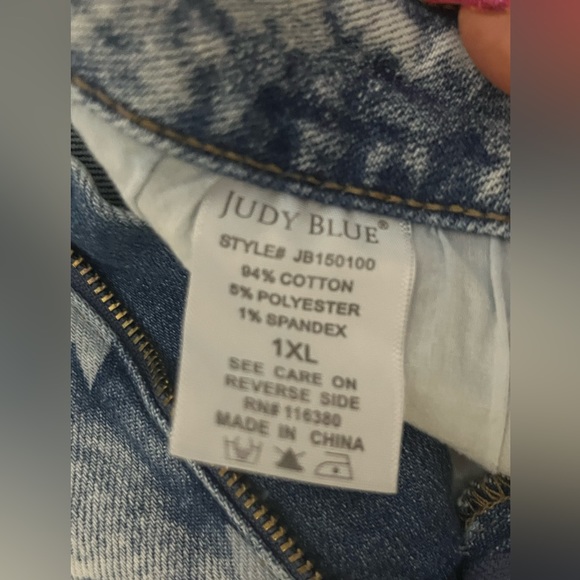 JUDY BLUE®
STYLE# JB150100
94% COTTON
5% POLYESTER
1% SPANDEX
1XL
SEE CARE ON
REVERSE SIDE
RN# 116380
MADE IN CHINA